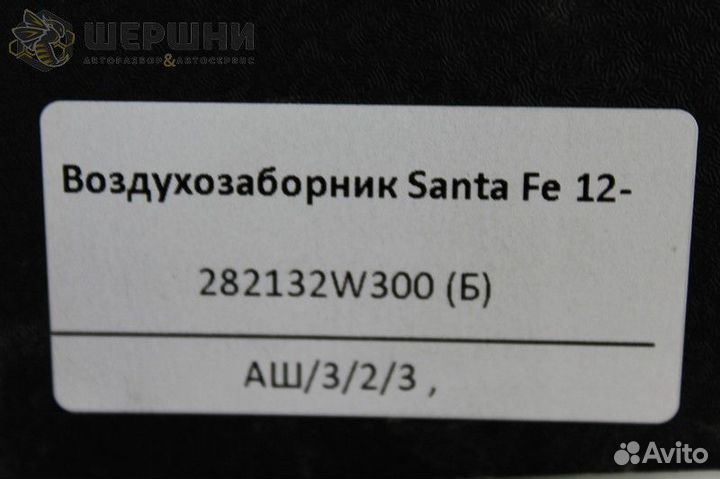 ШЕРШНИ
АВТОРАЗБОР&АВТОСЕРВИС
Воздухозаборник Santa Fe 12-
282132W300 (Б)
АШ/3/2/3 ,
Avito